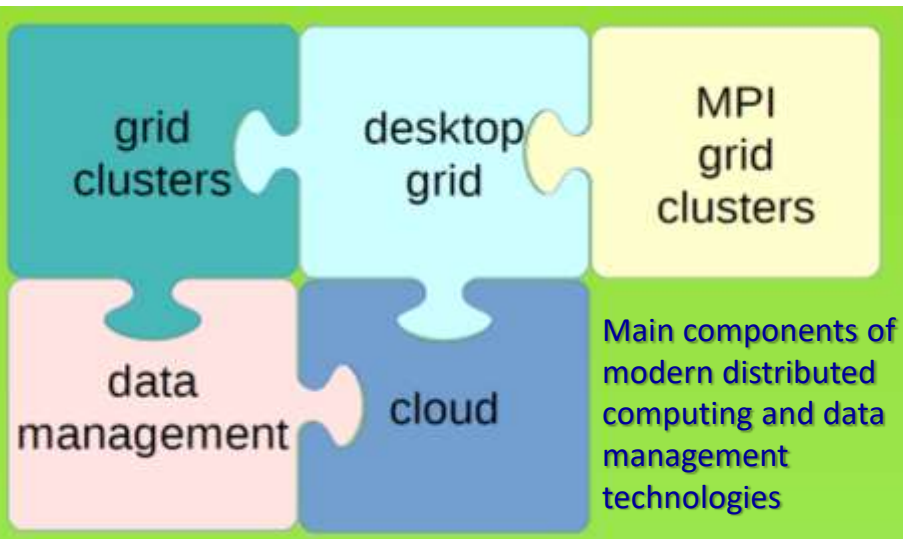 grid
clusters
desktop
grid
MPI
grid
clusters
data
management
cloud
Main components of
modern distributed
computing and data
management
technologies